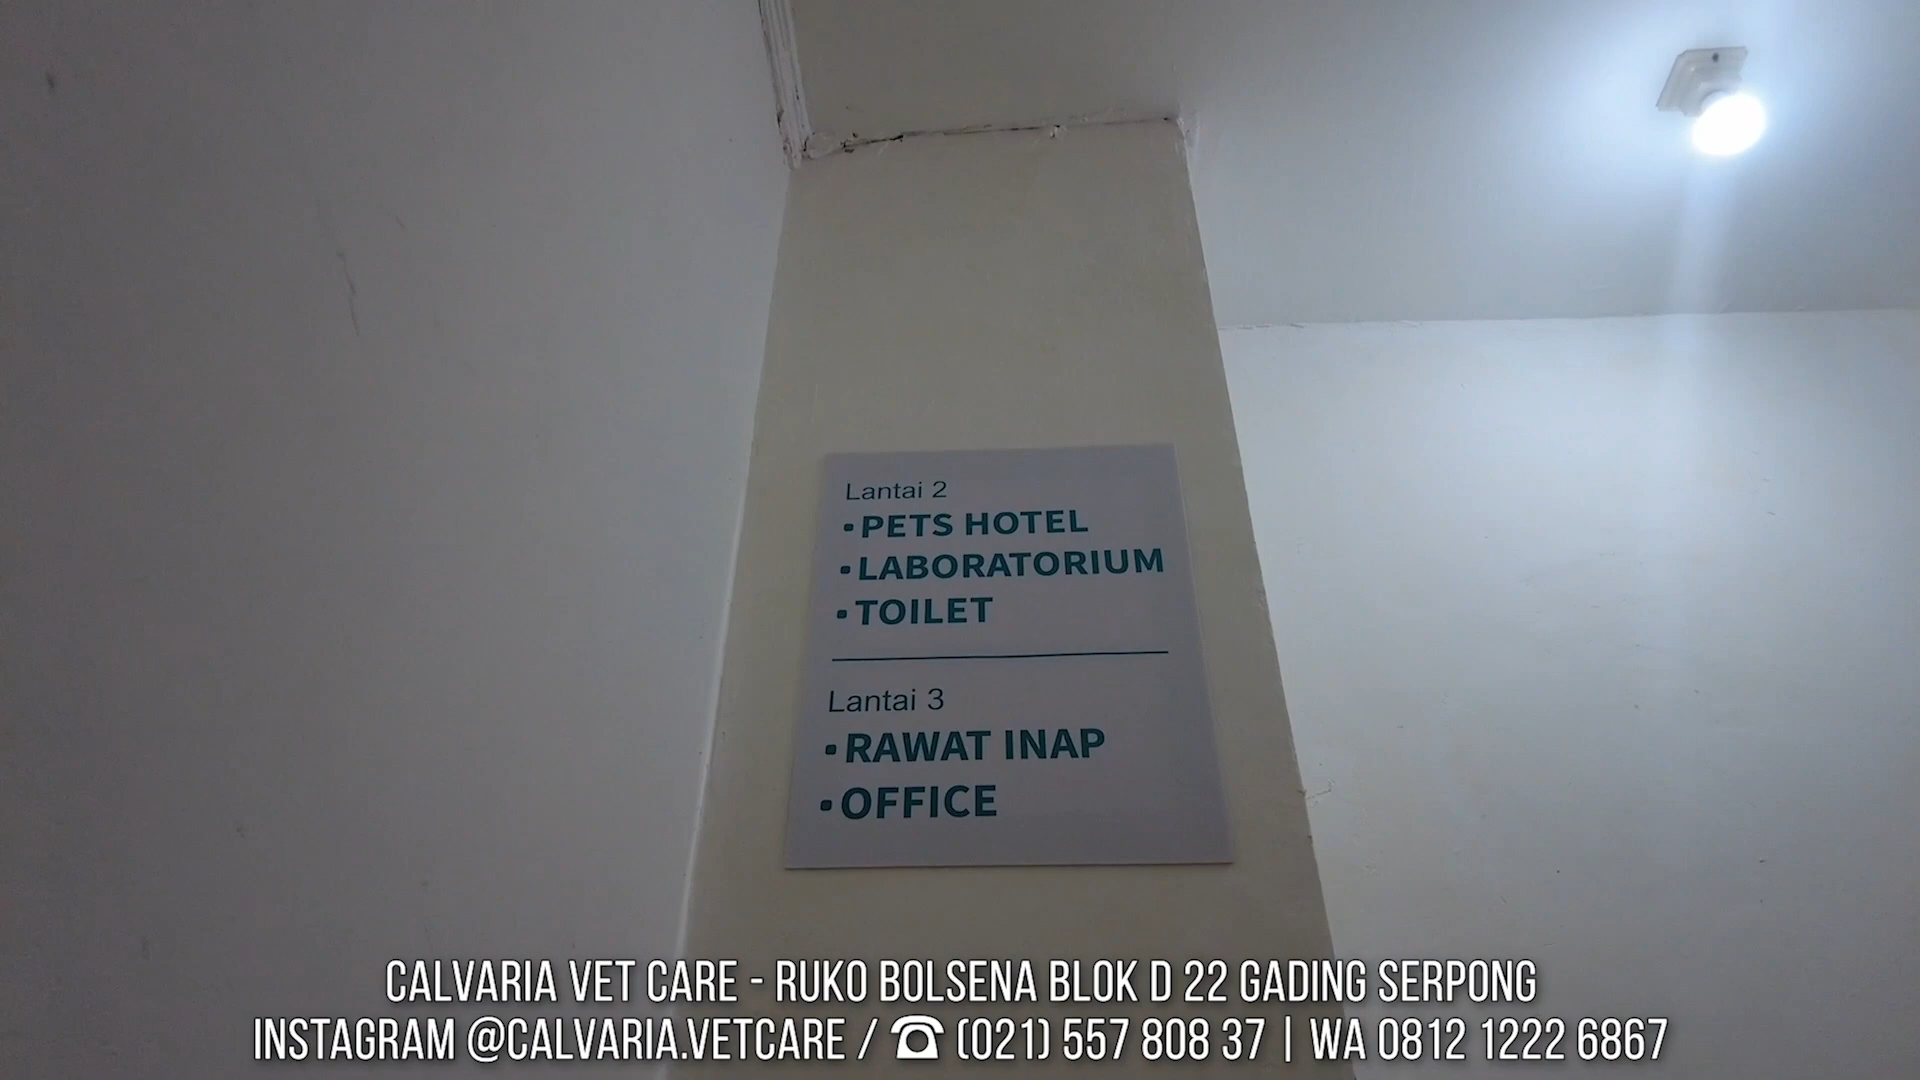 Lantai 2
•PETS HOTEL
•LABORATORIUM
•TOILET
Lantai 3
•RAWAT INAP
•OFFICE
CALVARIA VET CARE - RUKO BOLSENA BLOK D 22 GADING SERPONG
INSTAGRAM @CALVARIA.VETCARE / ☎ (021) 557 808 37 | WA 0812 1222 6867